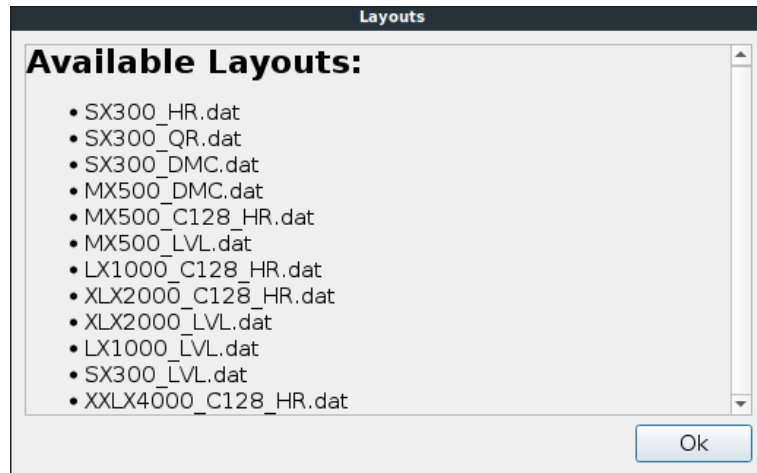 Layouts
Available Layouts:
• SX300_HR.dat
• SX300_QR.dat
• SX300_DMC.dat
• MX500_DMC.dat
• MX500_C128_HR.dat
• MX500_LVL.dat
• LX1000_C128_HR.dat
• XLX2000_C128_HR.dat
• XLX2000_LVL.dat
• LX1000_LVL.dat
• SX300_LVL.dat
• XXLX4000_C128_HR.dat
Ok